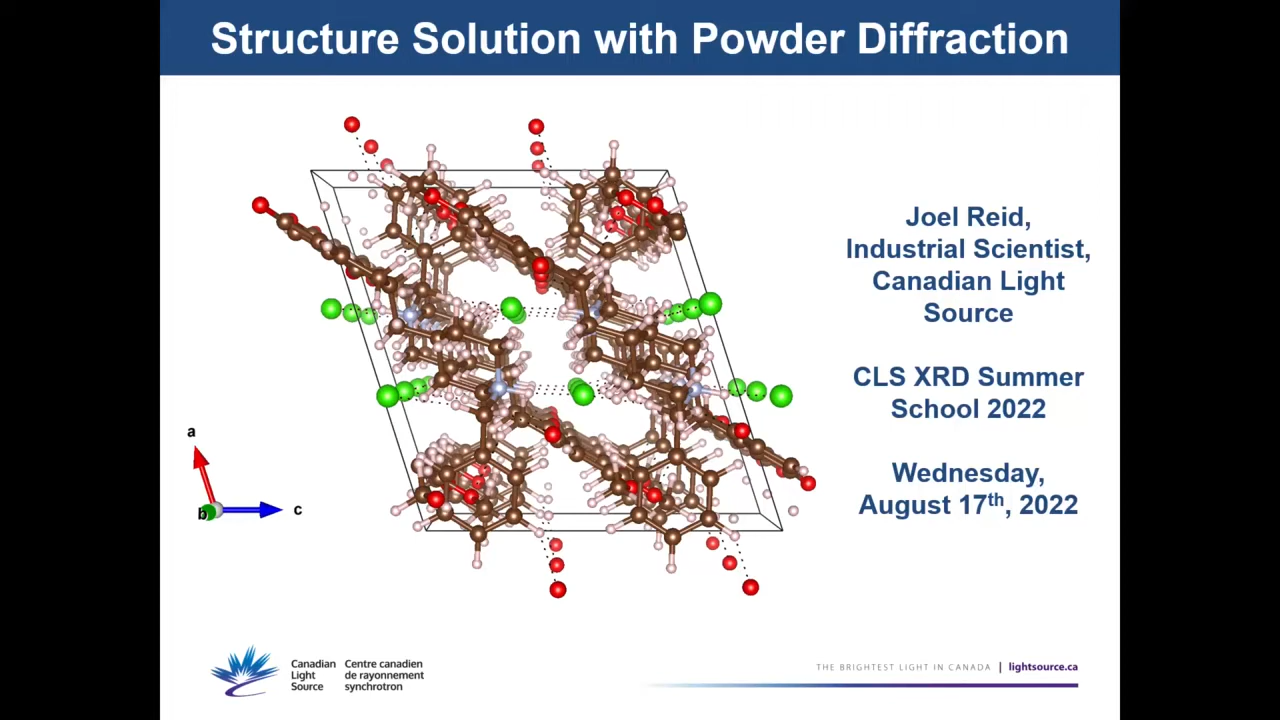 Structure Solution with Powder Diffraction
Joel Reid,
Industrial Scientist,
Canadian Light
Source
CLS XRD Summer
School 2022
Wednesday,
August 17th, 2022
a
b
c
Canadian
Light
Source
Centre canadien
de rayonnement
synchrotron
THE BRIGHTEST LIGHT IN CANADA | lightsource.ca